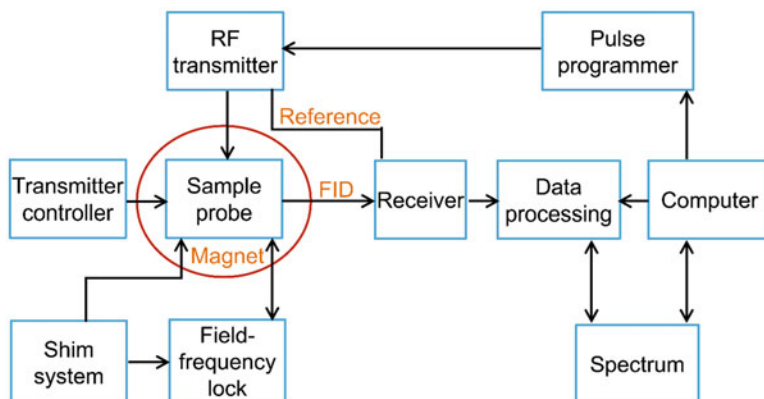 RF
transmitter
Pulse
programmer
Reference
Transmitter
controller
Sample
probe
FID
Receiver
Data
processing
Computer
Magnet
Shim
system
Field-
frequency
lock
Spectrum